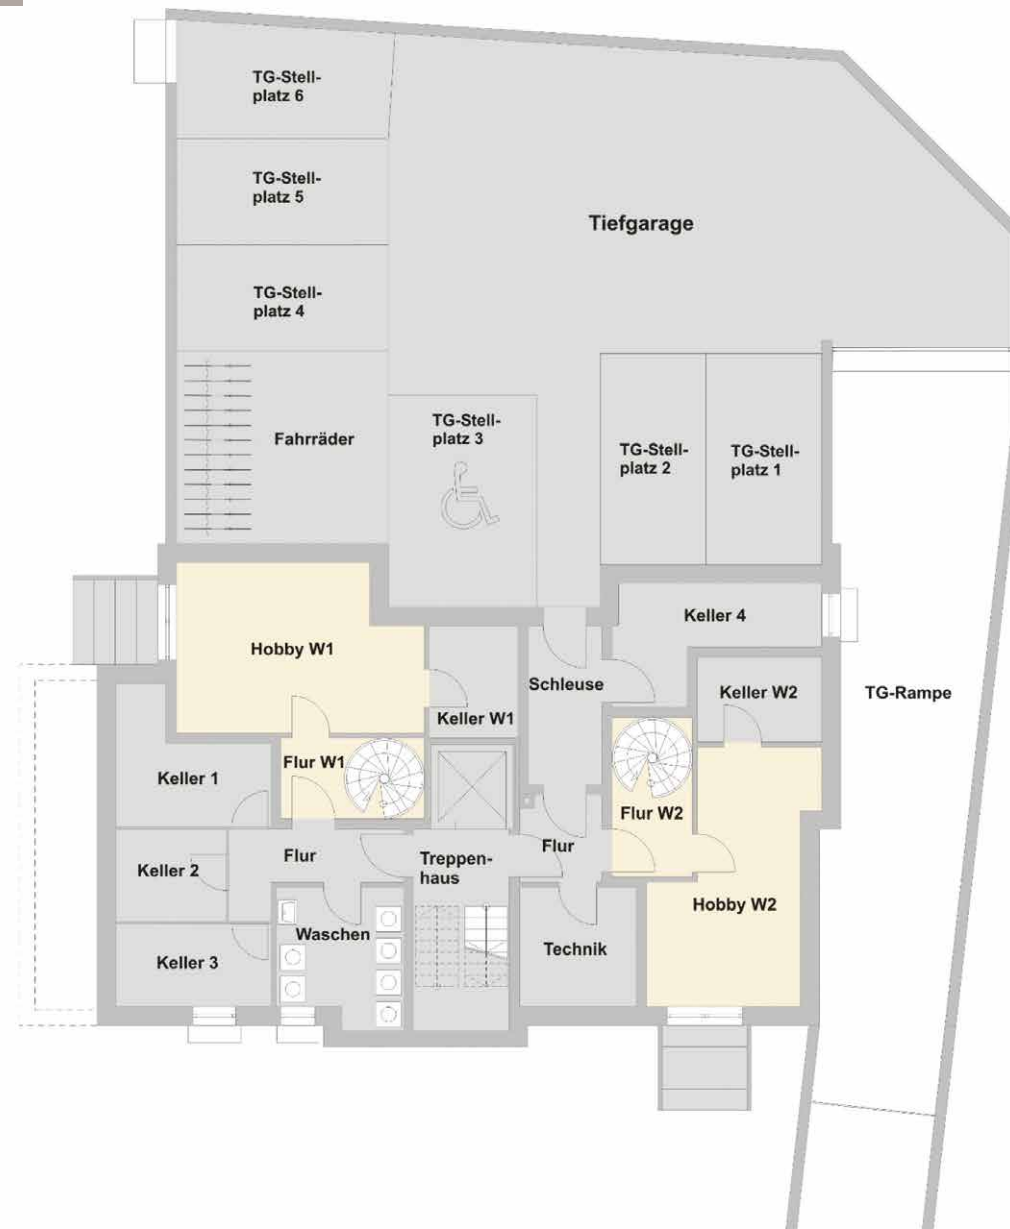 TG-Stell-
platz 6
TG-Stell-
platz 5
Tiefgarage
TG-Stell-
platz 4
Fahrräder
TG-Stell-
platz 3
TG-Stell-
platz 2
TG-Stell-
platz 1
Keller 4
Hobby W1
Schleuse
Keller W2
TG-Rampe
Keller W1
Flur W1
Keller 1
Flur W2
Flur
Flur
Treppen-
haus
Keller 2
Hobby W2
Waschen
Technik
Keller 3